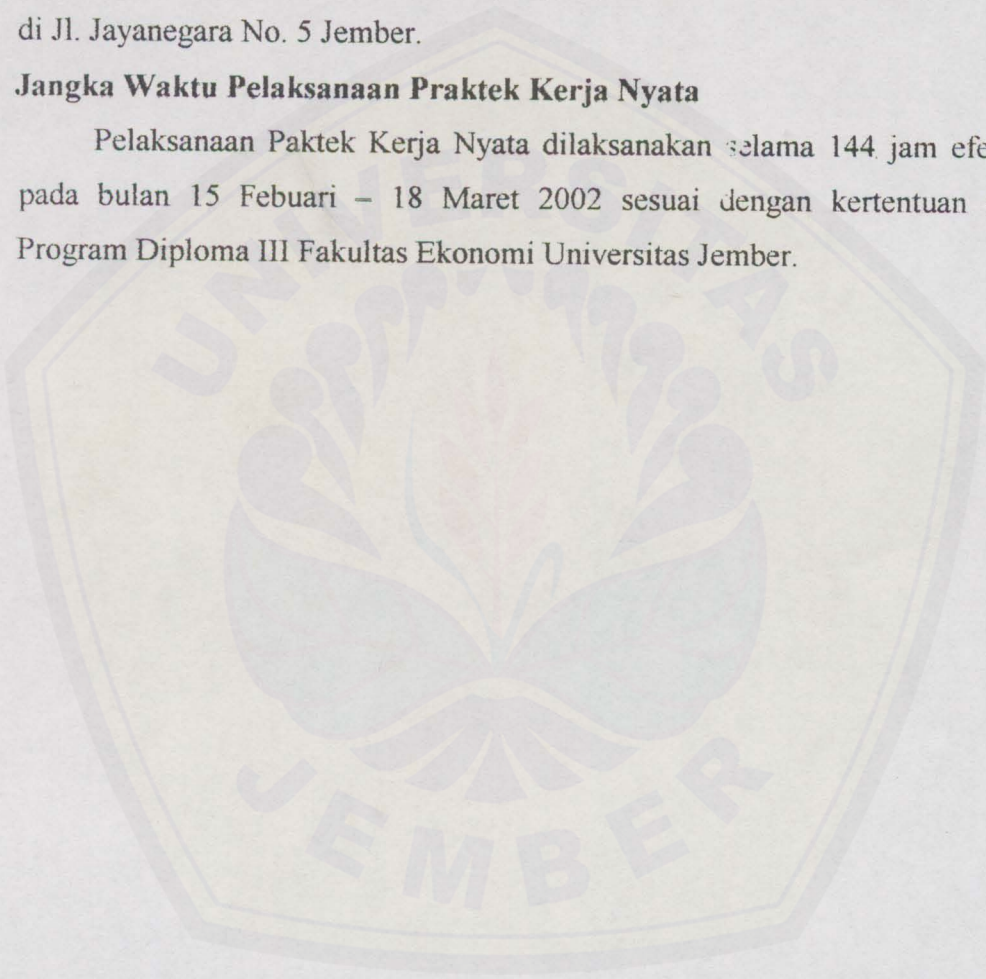 di Jl. Jayanegara No. 5 Jember.
Jangka Waktu Pelaksanaan Praktek Kerja Nyata
Pelaksanaan Paktek Kerja Nyata dilaksanakan selama 144 jam efe
pada bulan 15 Febuari – 18 Maret 2002 sesuai dengan kertentuan
Program Diploma III Fakultas Ekonomi Universitas Jember.
UNIVERSITAS
JEMBER